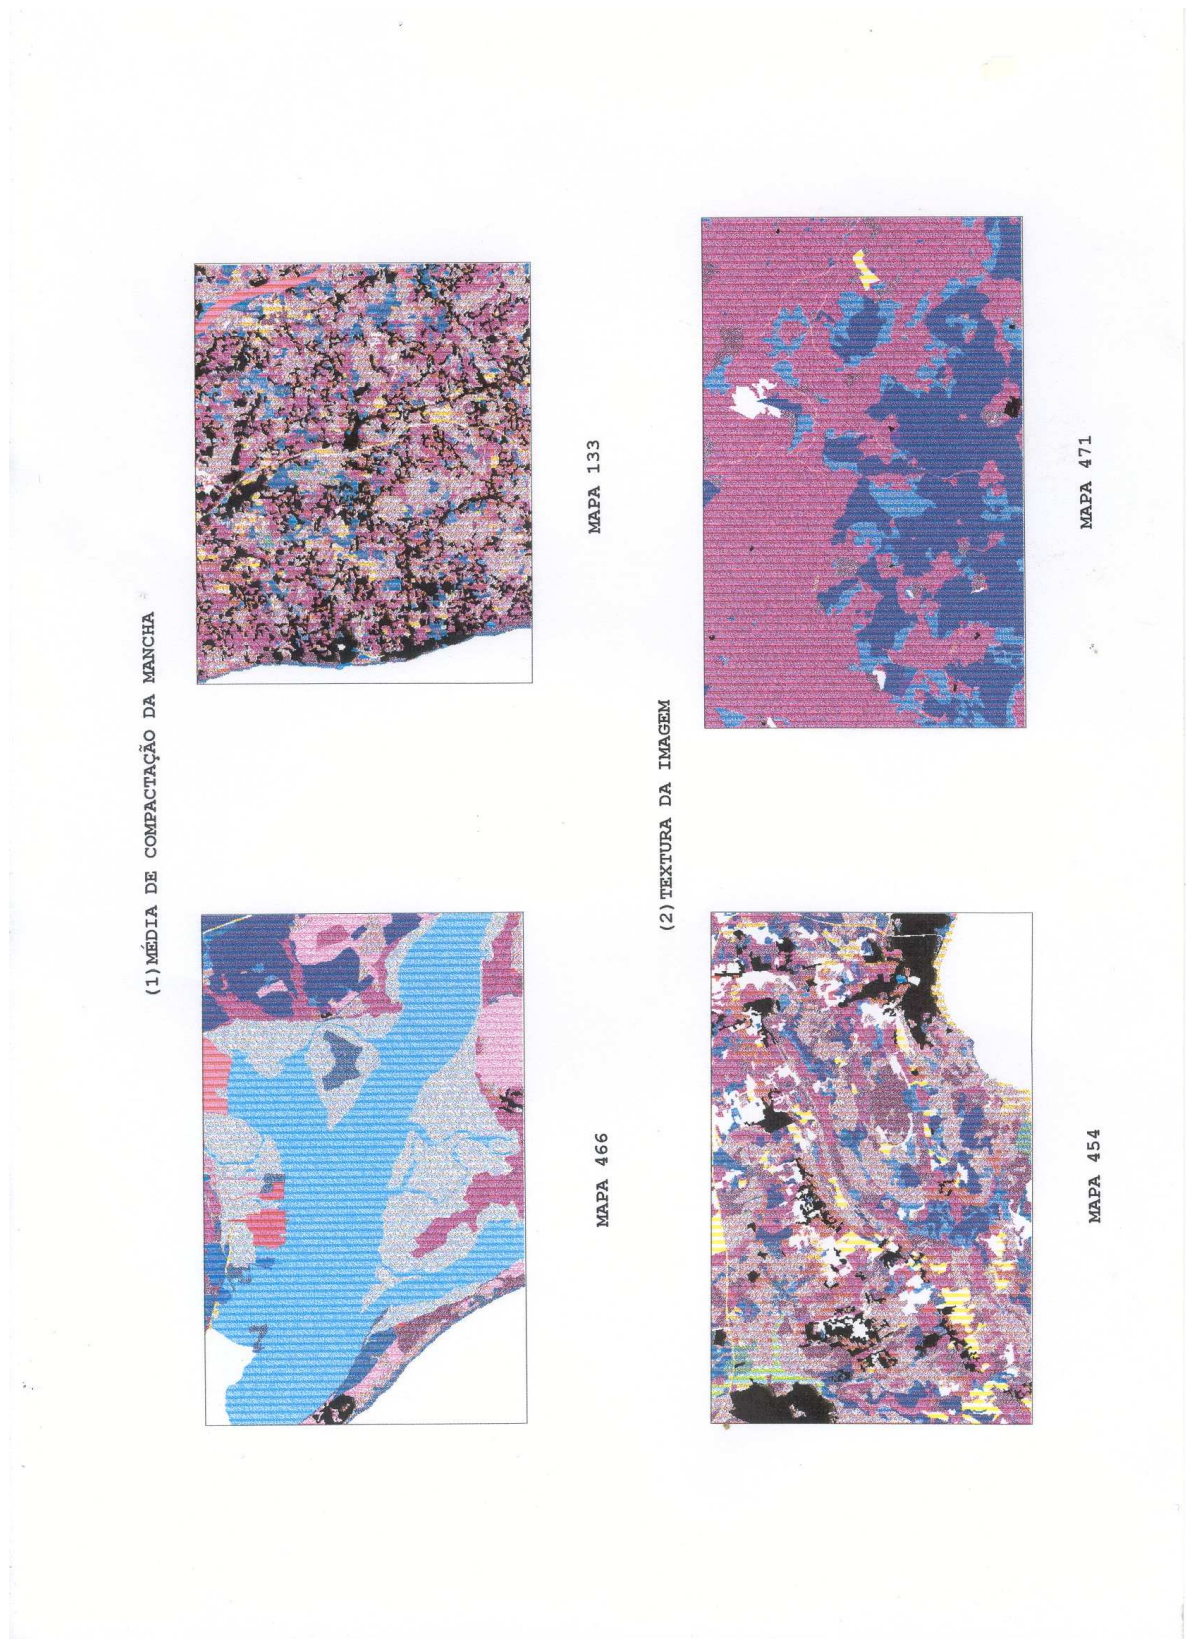 (1)MÉDIA DE COMPACTAÇÃO DA MANCHA
MAPA 466
MAPA 133
(2)TEXTURA DA IMAGEM
MAPA 454
MAPA 471